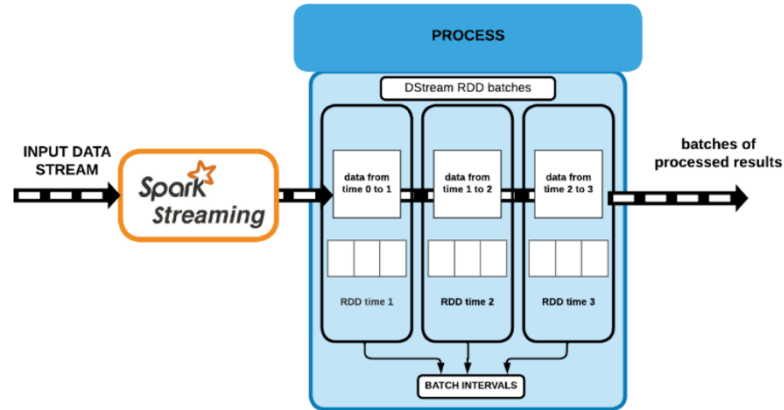 PROCESS
DStream RDD batches
INPUT DATA
STREAM
Spark
Streaming
data from
time 0 to 1
data from
time 1 to 2
data from
time 2 to 3
batches of
processed results
RDD time 1
RDD time 2
RDD time 3
BATCH INTERVALS